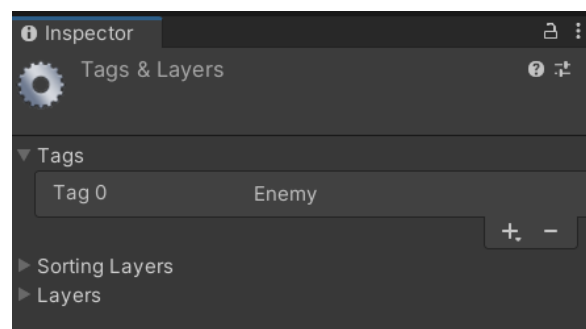 Inspector
Tags & Layers
Tags
Tag 0 Enemy
Sorting Layers
Layers